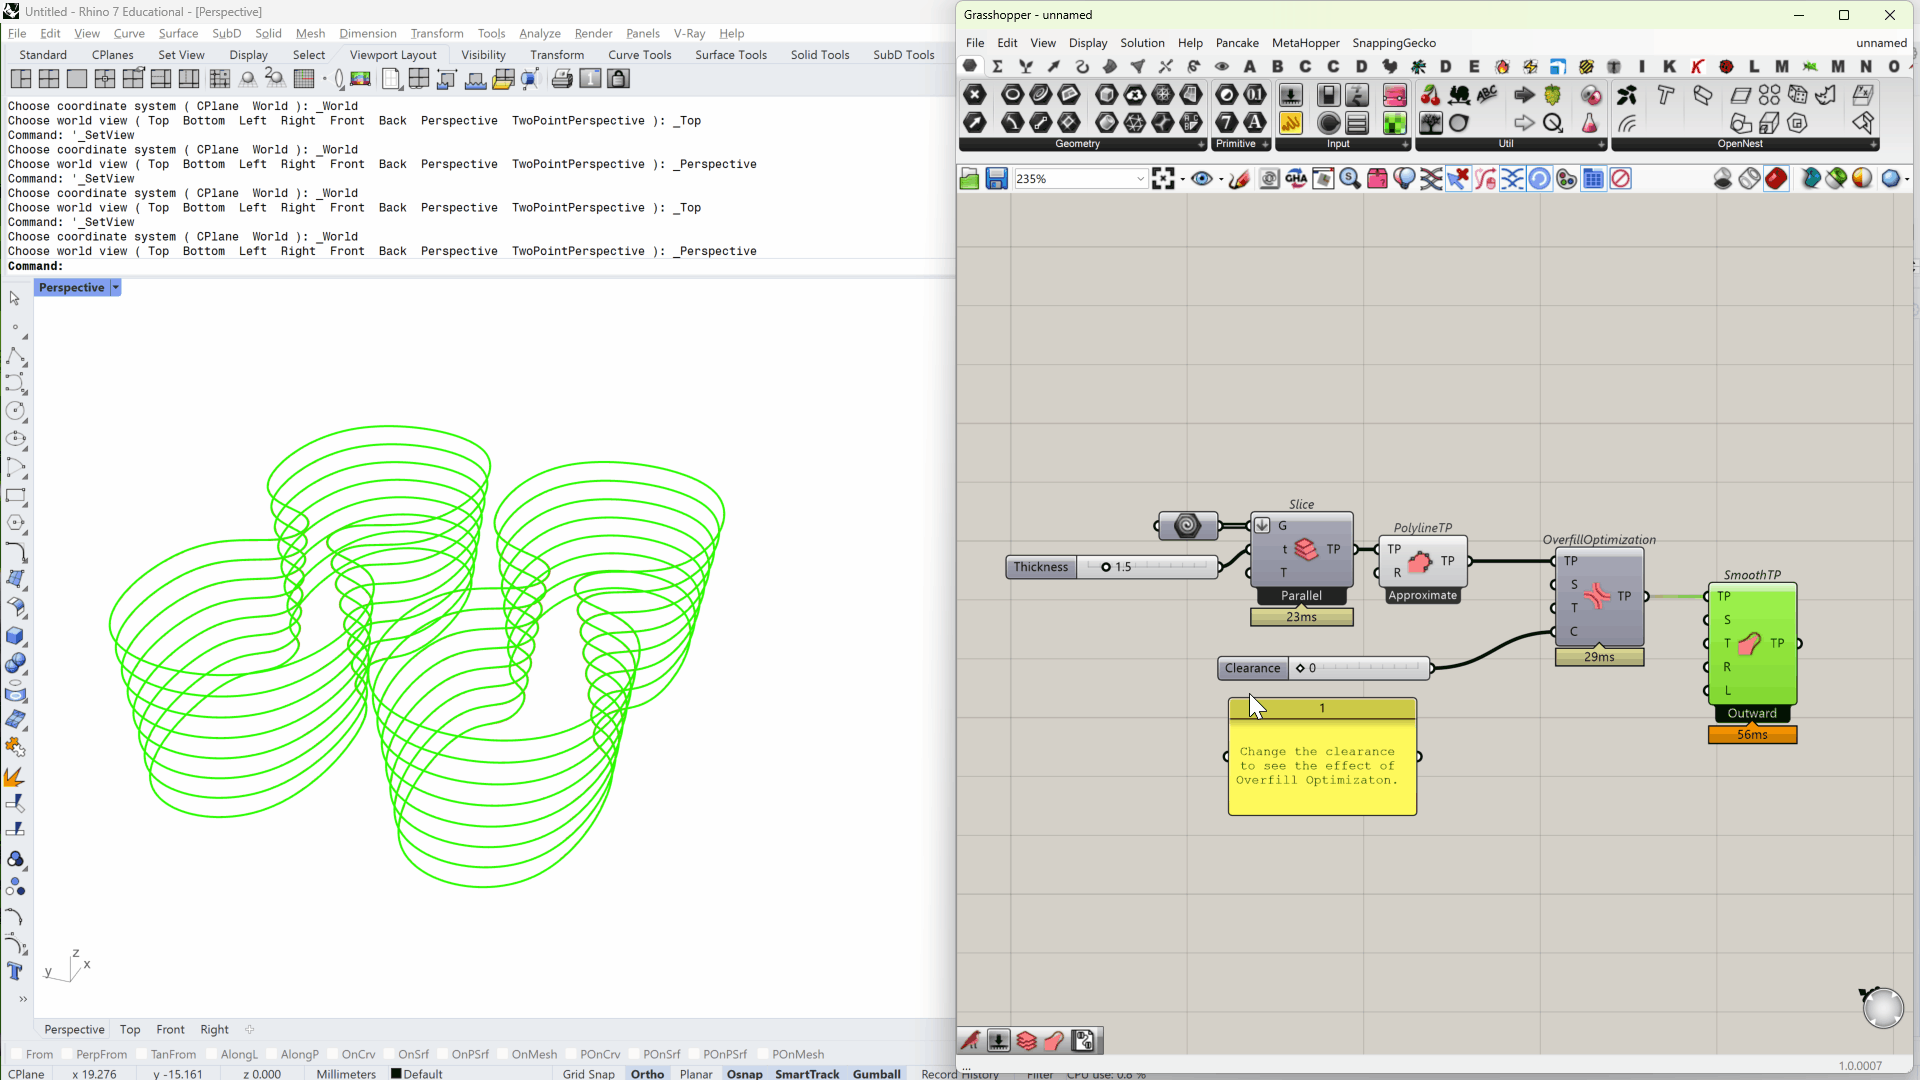 Untitled - Rhino 7 Educational - [Perspective]
File Edit View Curve Surface SubD Solid Mesh Dimension Transform Tools Analyze Render Panels V-Ray Help
Standard CPlanes Set View Display Select Viewport Layout Visibility Transform Curve Tools Surface Tools Solid Tools SubD Tools
Choose coordinate system ( CPlane World ): _World
Choose world view ( Top Bottom Left Right Front Back Perspective TwoPointPerspective ): _Top
Command: '_SetView
Choose coordinate system ( CPlane World ): _World
Choose world view ( Top Bottom Left Right Front Back Perspective TwoPointPerspective ): _Perspective
Command: '_SetView
Choose coordinate system ( CPlane World ): _World
Choose world view ( Top Bottom Left Right Front Back Perspective TwoPointPerspective ): _Top
Command: '_SetView
Choose coordinate system ( CPlane World ): _World
Choose world view ( Top Bottom Left Right Front Back Perspective TwoPointPerspective ): _Perspective
Command:
Perspective
z
y x
Perspective Top Front Right
From PerpFrom TanFrom AlongL AlongP OnCrv OnSrf OnPSrf OnMesh POnCrv POnSrf POnPSrf POnMesh
CPlane x 19.276 y -15.161 z 0.000 Millimeters Default Grid Snap Ortho Planar Osnap SmartTrack Gumball Record History Filter CPU use: 0.8 %
Grasshopper - unnamed
File Edit View Display Solution Help Pancake MetaHopper SnappingGecko unnamed
A B C C D D E I K K L M M N O
Geometry Primitive Input Util OpenNest
235%
GHA
Slice
G
t TP
T
Parallel
23ms
Thickness 1.5
PolylineTP
TP TP
R
Approximate
OverfillOptimization
TP
S
T TP
C
29ms
SmoothTP
TP
S
T TP
R
L
Outward
56ms
Clearance 0
1
Change the clearance
to see the effect of
Overfill Optimizaton.
...
1.0.0007